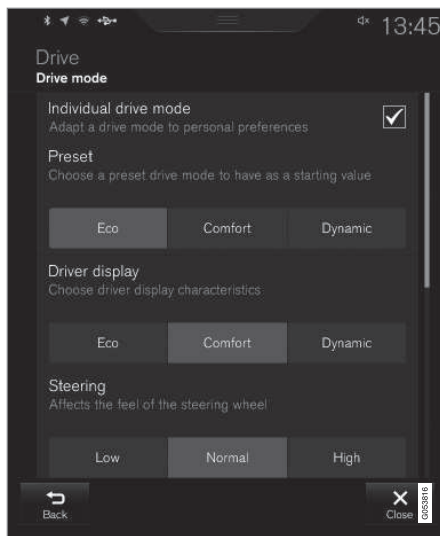 13:45
Drive
Drive mode
Individual drive mode
Adapt a drive mode to personal preferences
Preset
Choose a preset drive mode to have as a starting value
Eco Comfort Dynamic
Driver display
Choose driver display characteristics
Eco Comfort Dynamic
Steering
Affects the feel of the steering wheel
Low Normal High
Back Close
G053816